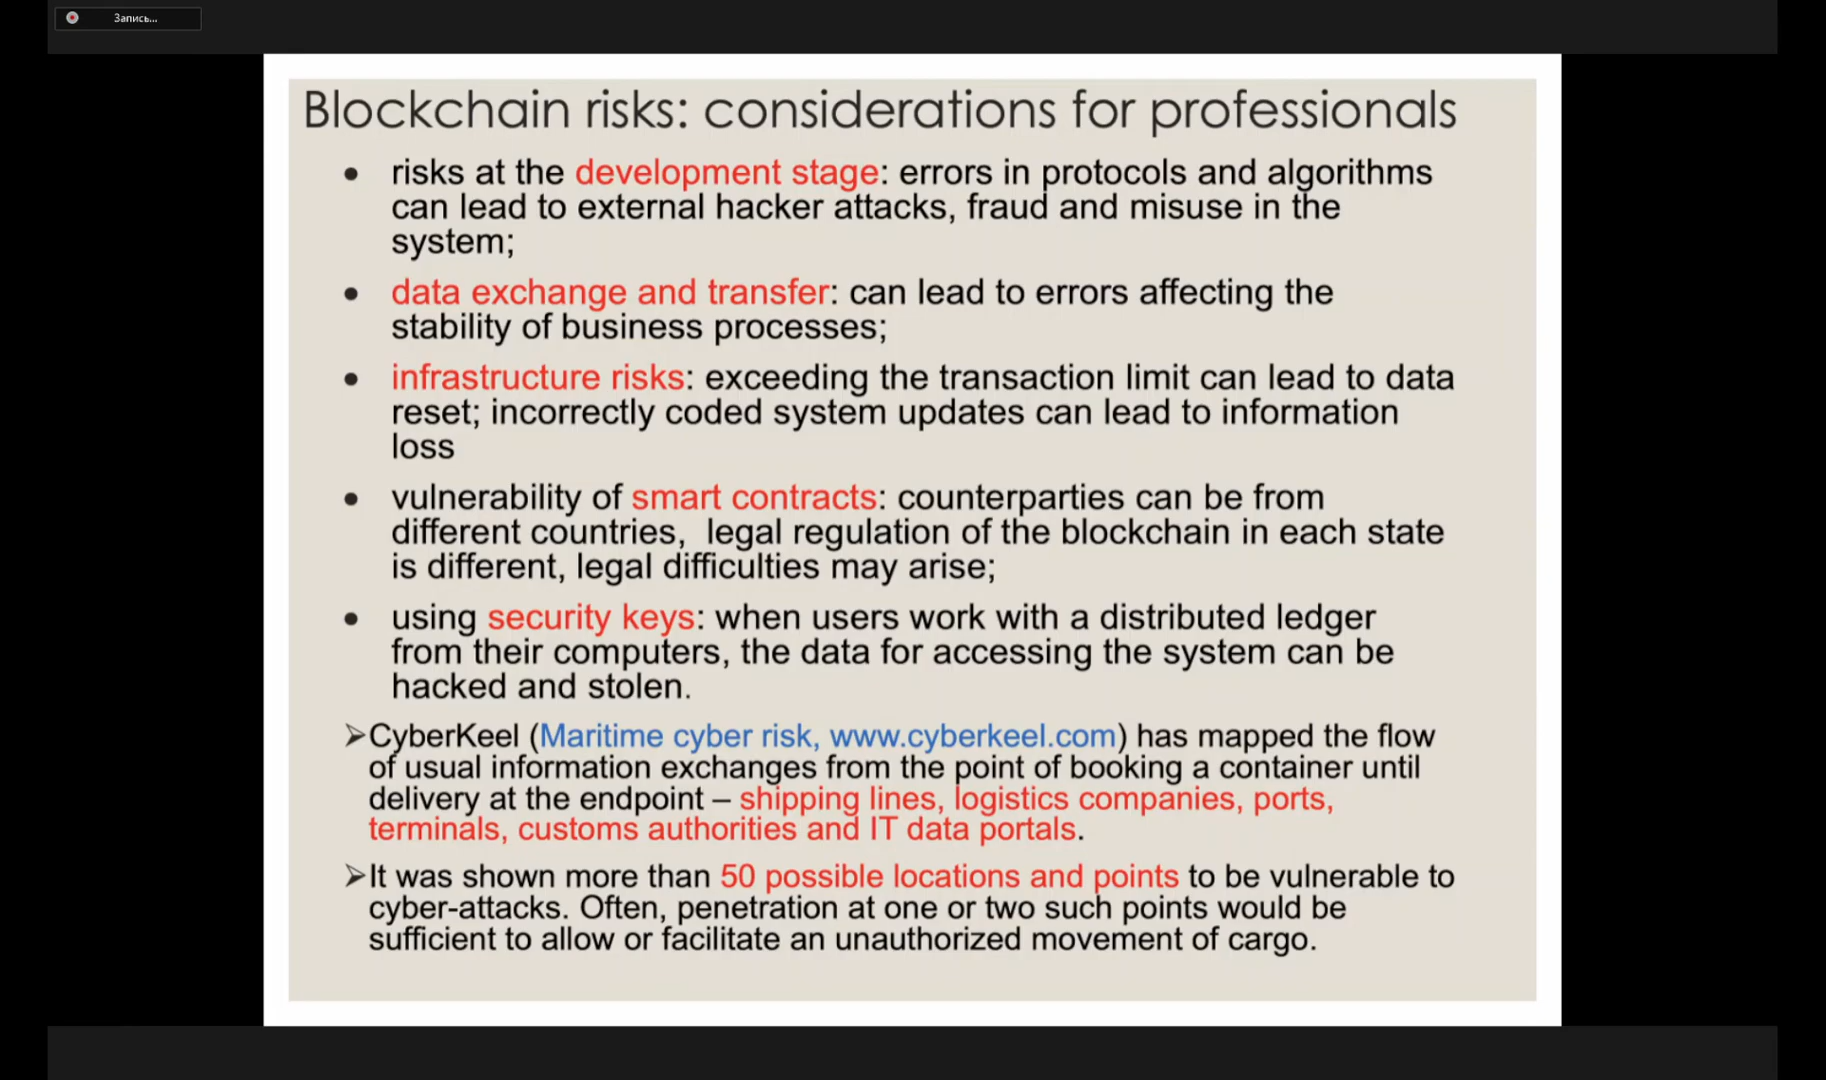 Запись...
Blockchain risks: considerations for professionals
• risks at the development stage: errors in protocols and algorithms
can lead to external hacker attacks, fraud and misuse in the
system;
• data exchange and transfer: can lead to errors affecting the
stability of business processes;
• infrastructure risks: exceeding the transaction limit can lead to data
reset; incorrectly coded system updates can lead to information
loss
• vulnerability of smart contracts: counterparties can be from
different countries,  legal regulation of the blockchain in each state
is different, legal difficulties may arise;
• using security keys: when users work with a distributed ledger
from their computers, the data for accessing the system can be
hacked and stolen.
➢CyberKeel (Maritime cyber risk, www.cyberkeel.com) has mapped the flow
of usual information exchanges from the point of booking a container until
delivery at the endpoint – shipping lines, logistics companies, ports,
terminals, customs authorities and IT data portals.
➢It was shown more than 50 possible locations and points to be vulnerable to
cyber-attacks. Often, penetration at one or two such points would be
sufficient to allow or facilitate an unauthorized movement of cargo.